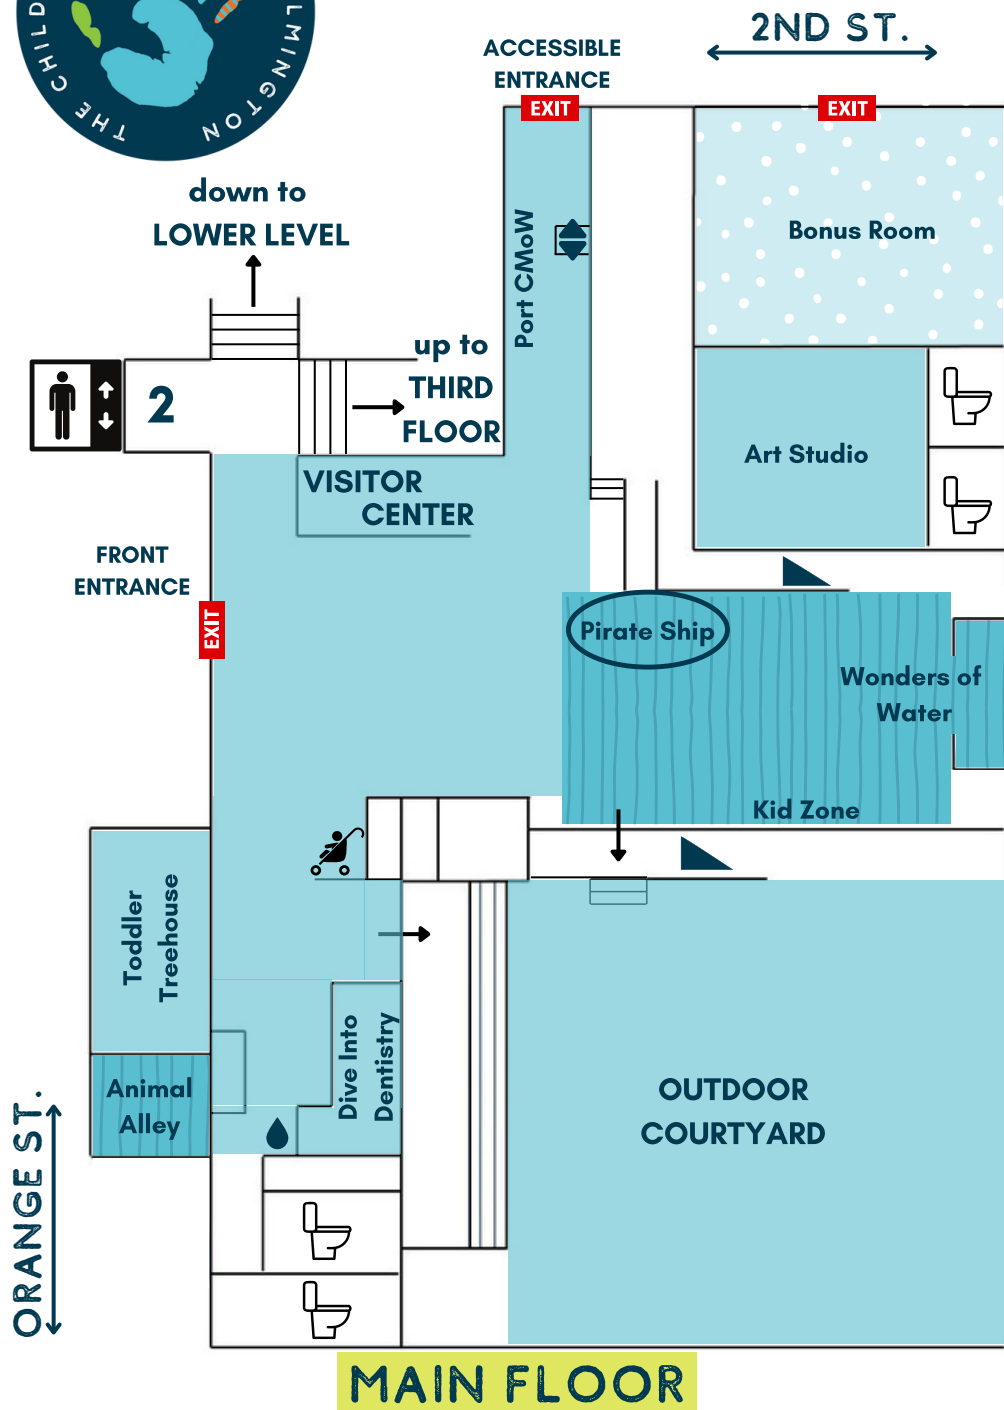 THE CHILD
LMINGTON
2ND ST.
ACCESSIBLE
ENTRANCE
EXIT
EXIT
down to
LOWER LEVEL
Port CMoW
Bonus Room
up to
THIRD
FLOOR
2
Art Studio
VISITOR
CENTER
FRONT
ENTRANCE
EXIT
Pirate Ship
Wonders of
Water
Kid Zone
Toddler
Treehouse
Dive Into
Dentistry
Animal
Alley
OUTDOOR
COURTYARD
ORANGE ST.
MAIN FLOOR